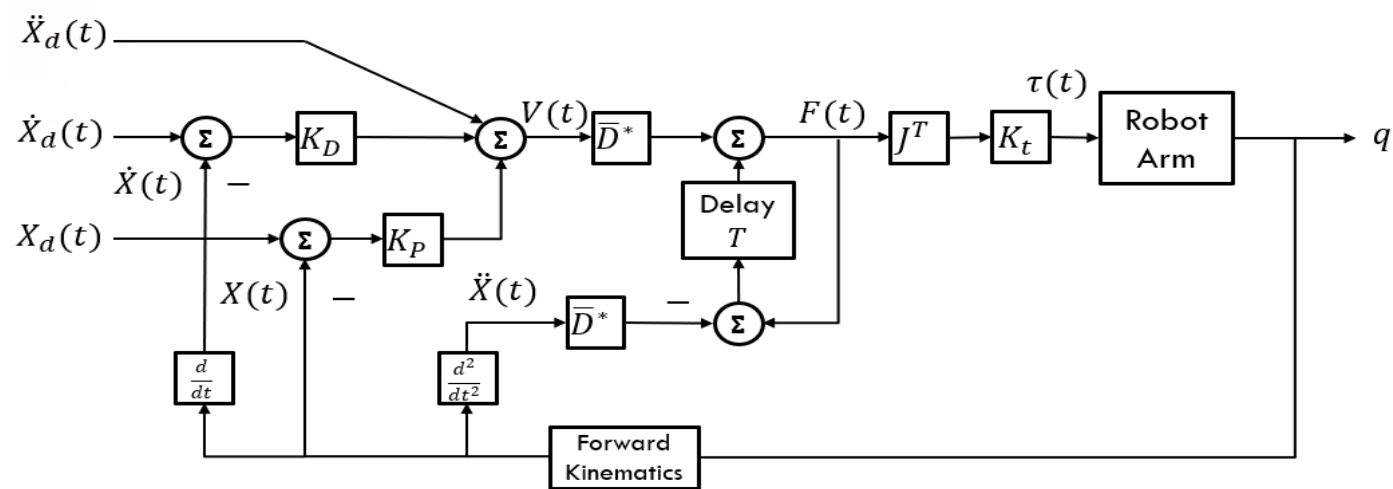 Ẍ_d(t)
Ẋ_d(t)
Σ
K_D
Σ
V(t)
D̅*
Σ
F(t)
J^T
K_t
τ(t)
Robot
Arm
q
Ẋ(t)
−
X_d(t)
Σ
K_P
Delay
T
X(t)
−
Ẍ(t)
D̅*
−
Σ
d/dt
d²/dt²
Forward
Kinematics